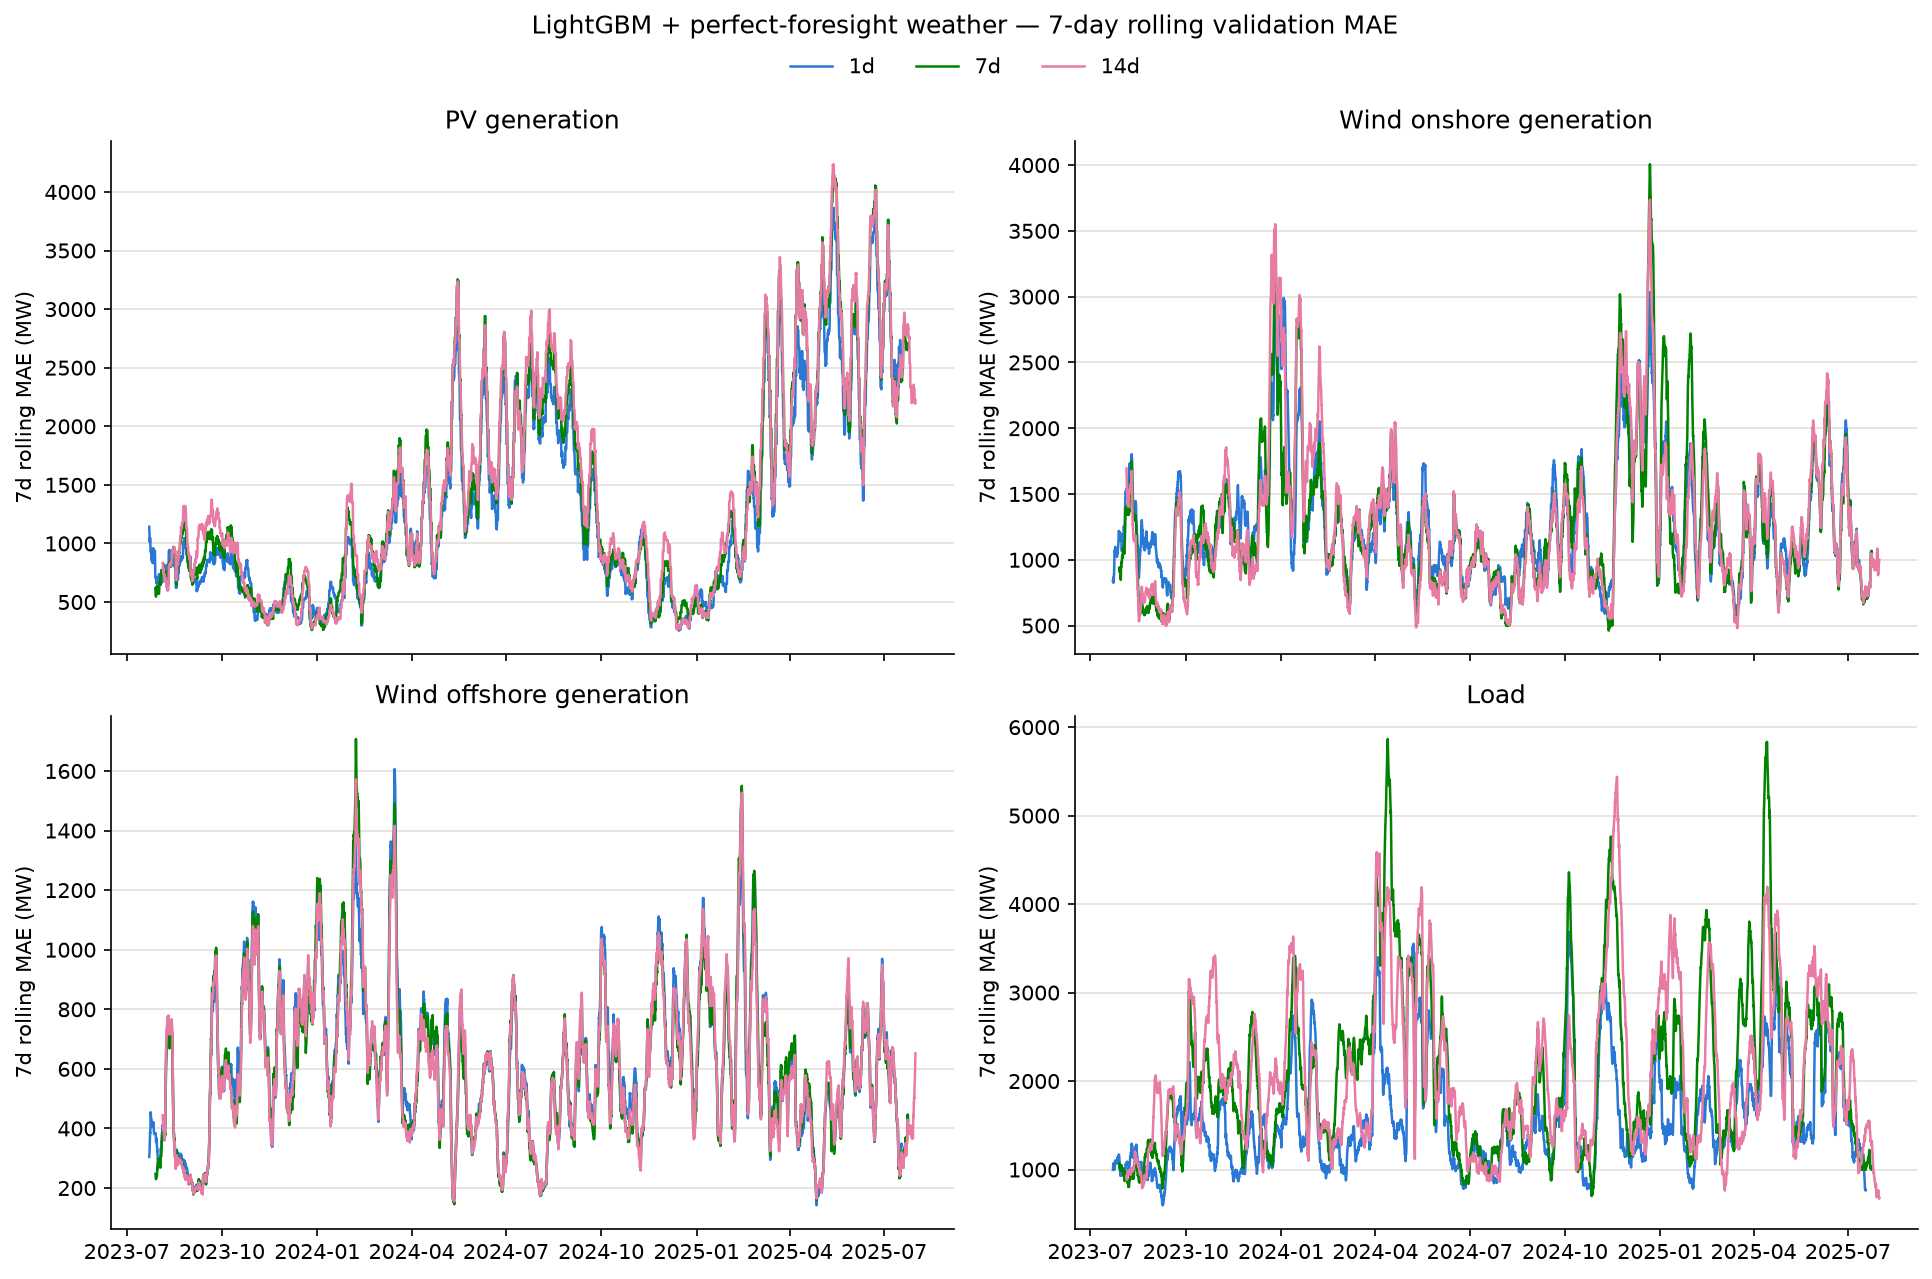 LightGBM + perfect-foresight weather — 7-day rolling validation MAE
1d 7d 14d
PV generation
7d rolling MAE (MW)
4000
3500
3000
2500
2000
1500
1000
500
Wind onshore generation
7d rolling MAE (MW)
4000
3500
3000
2500
2000
1500
1000
500
Wind offshore generation
7d rolling MAE (MW)
1600
1400
1200
1000
800
600
400
200
2023-07 2023-10 2024-01 2024-04 2024-07 2024-10 2025-01 2025-04 2025-07
Load
7d rolling MAE (MW)
6000
5000
4000
3000
2000
1000
2023-07 2023-10 2024-01 2024-04 2024-07 2024-10 2025-01 2025-04 2025-07